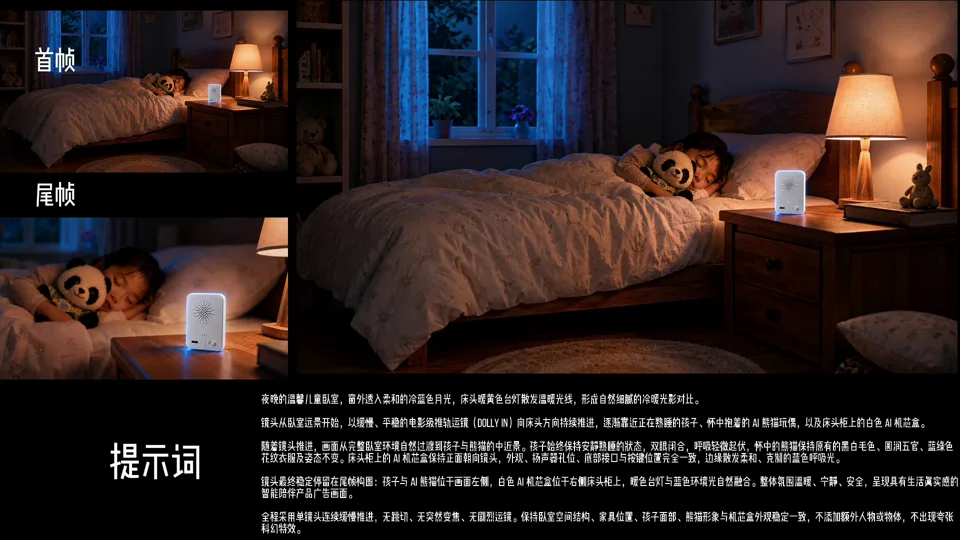 首帧
尾帧
提示词
夜晚的温馨儿童卧室，窗外透入柔和的冷蓝色月光，床头暖黄色台灯散发温暖光线，形成自然细腻的冷暖光影对比。
镜头从卧室远景开始，以缓慢、平稳的电影级推轨运镜（DOLLY IN）向床头方向持续推进，逐渐靠近正在熟睡的孩子、怀中抱着的 AI 熊猫玩偶，以及床头柜上的白色 AI 机芯盒。
随着镜头推进，画面从完整卧室环境自然过渡到孩子与熊猫的中近景。孩子始终保持安静熟睡的状态，双眼闭合，呼吸轻微起伏，怀中的熊猫保持原有的黑白毛色、圆润五官、蓝绿色
花纹衣服及姿态不变。床头柜上的 AI 机芯盒保持正面朝向镜头，外观、扬声器孔位、底部接口与按键位置完全一致，边缘散发柔和、克制的蓝色呼吸光。
镜头最终稳定停留在尾帧构图：孩子与 AI 熊猫位于画面左侧，白色 AI 机芯盒位于右侧床头柜上，暖色台灯与蓝色环境光自然融合。整体氛围温暖、宁静、安全，呈现具有生活真实感的
智能陪伴产品广告画面。
全程采用单镜头连续缓慢推进，无跳切、无突然变焦、无剧烈运镜。保持卧室空间结构、家具位置、孩子面部、熊猫形象与机芯盒外观稳定一致，不添加额外人物或物体，不出现夸张
科幻特效。